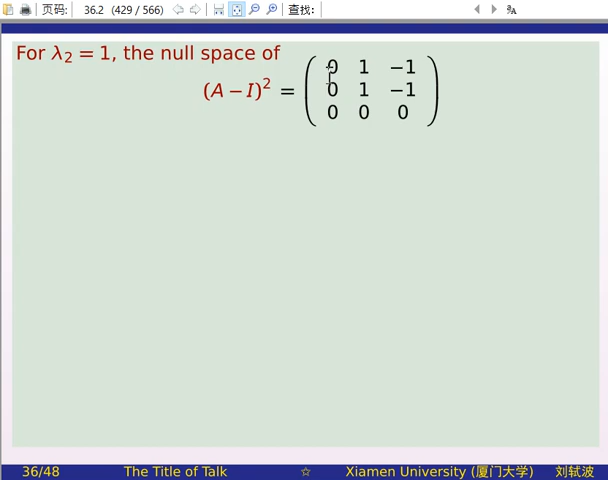 页码: 36.2 (429 / 566) 查找:
For λ₂ = 1, the null space of
(A − I)² = ( 0 1 −1
0 1 −1
0 0 0 )
36/48 The Title of Talk ☆ Xiamen University (厦门大学) 刘轼波